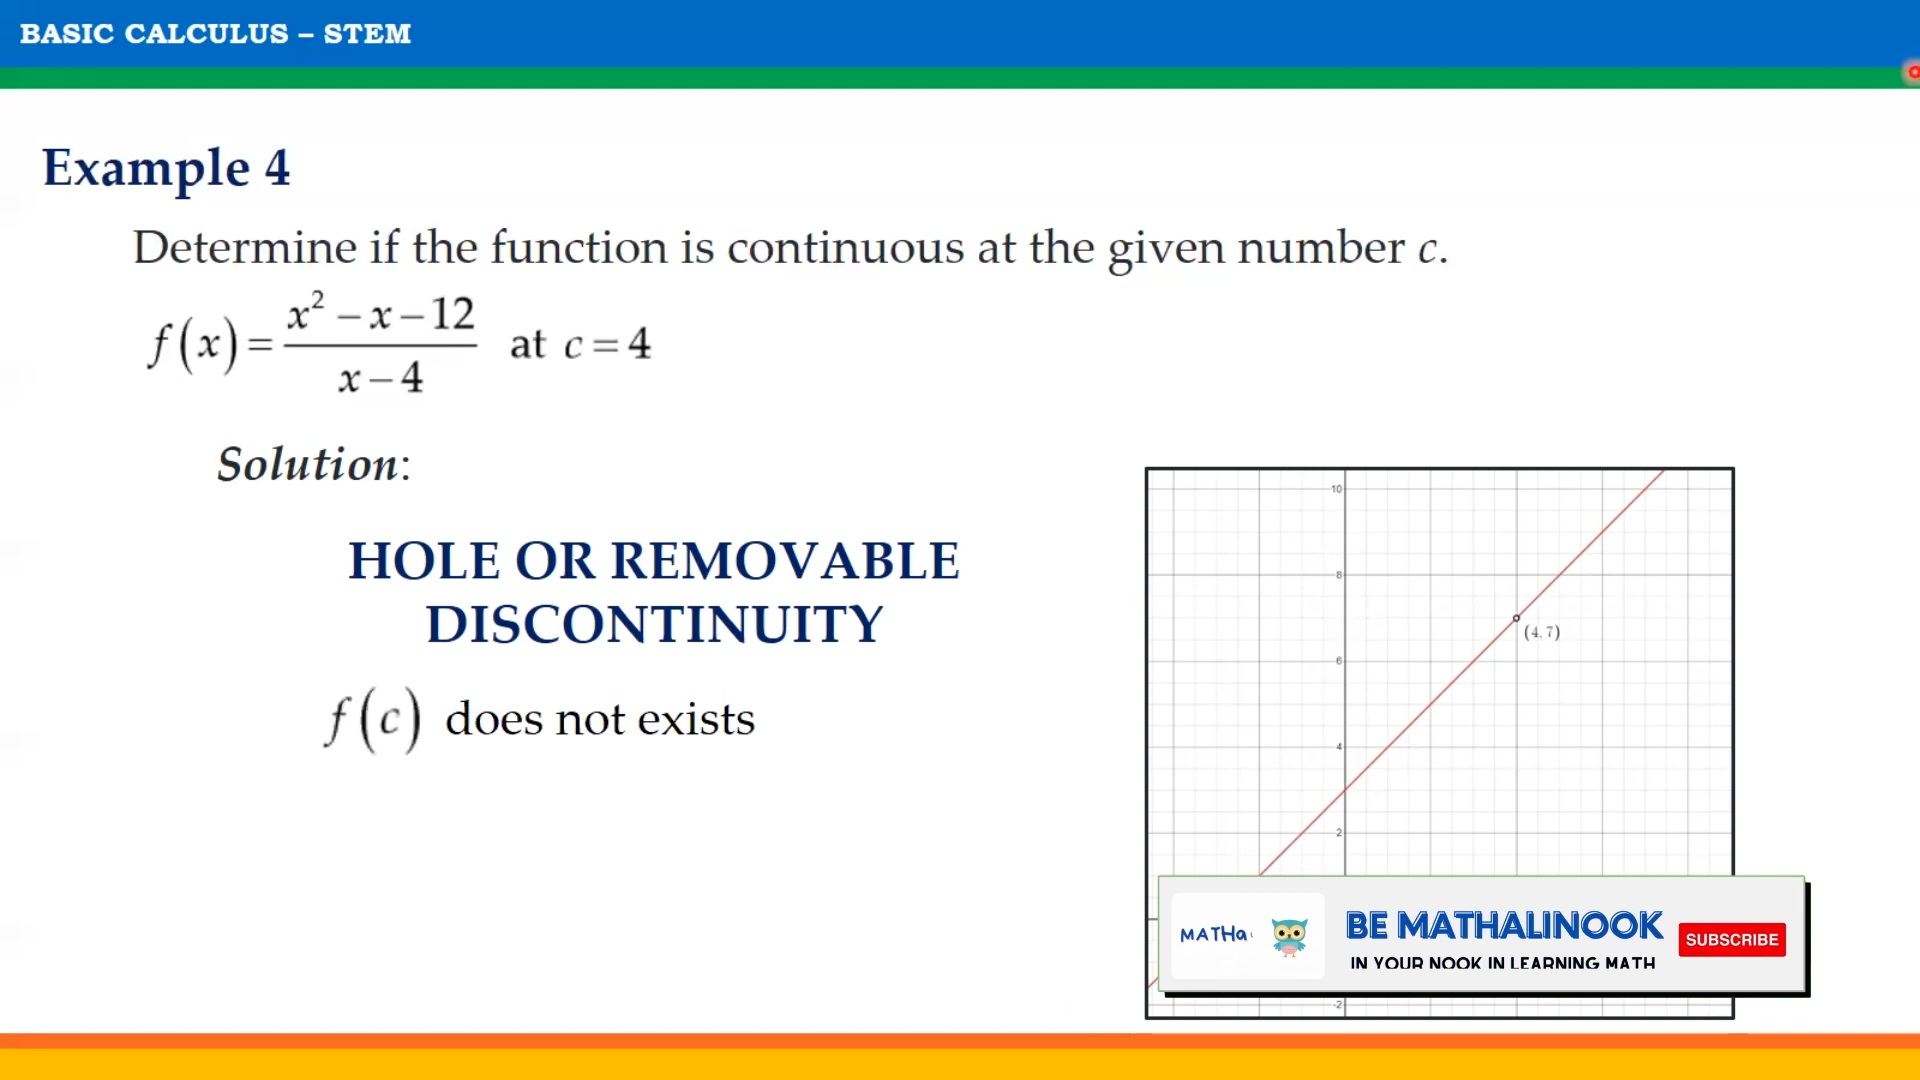 BASIC CALCULUS – STEM
Example 4
Determine if the function is continuous at the given number c.
f(x) = (x² – x – 12) / (x – 4) at c = 4
Solution:
HOLE OR REMOVABLE
DISCONTINUITY
f(c) does not exists
10
8
(4, 7)
6
4
2
-2
MATHa
BE MATHALINOOK
IN YOUR NOOK IN LEARNING MATH
SUBSCRIBE